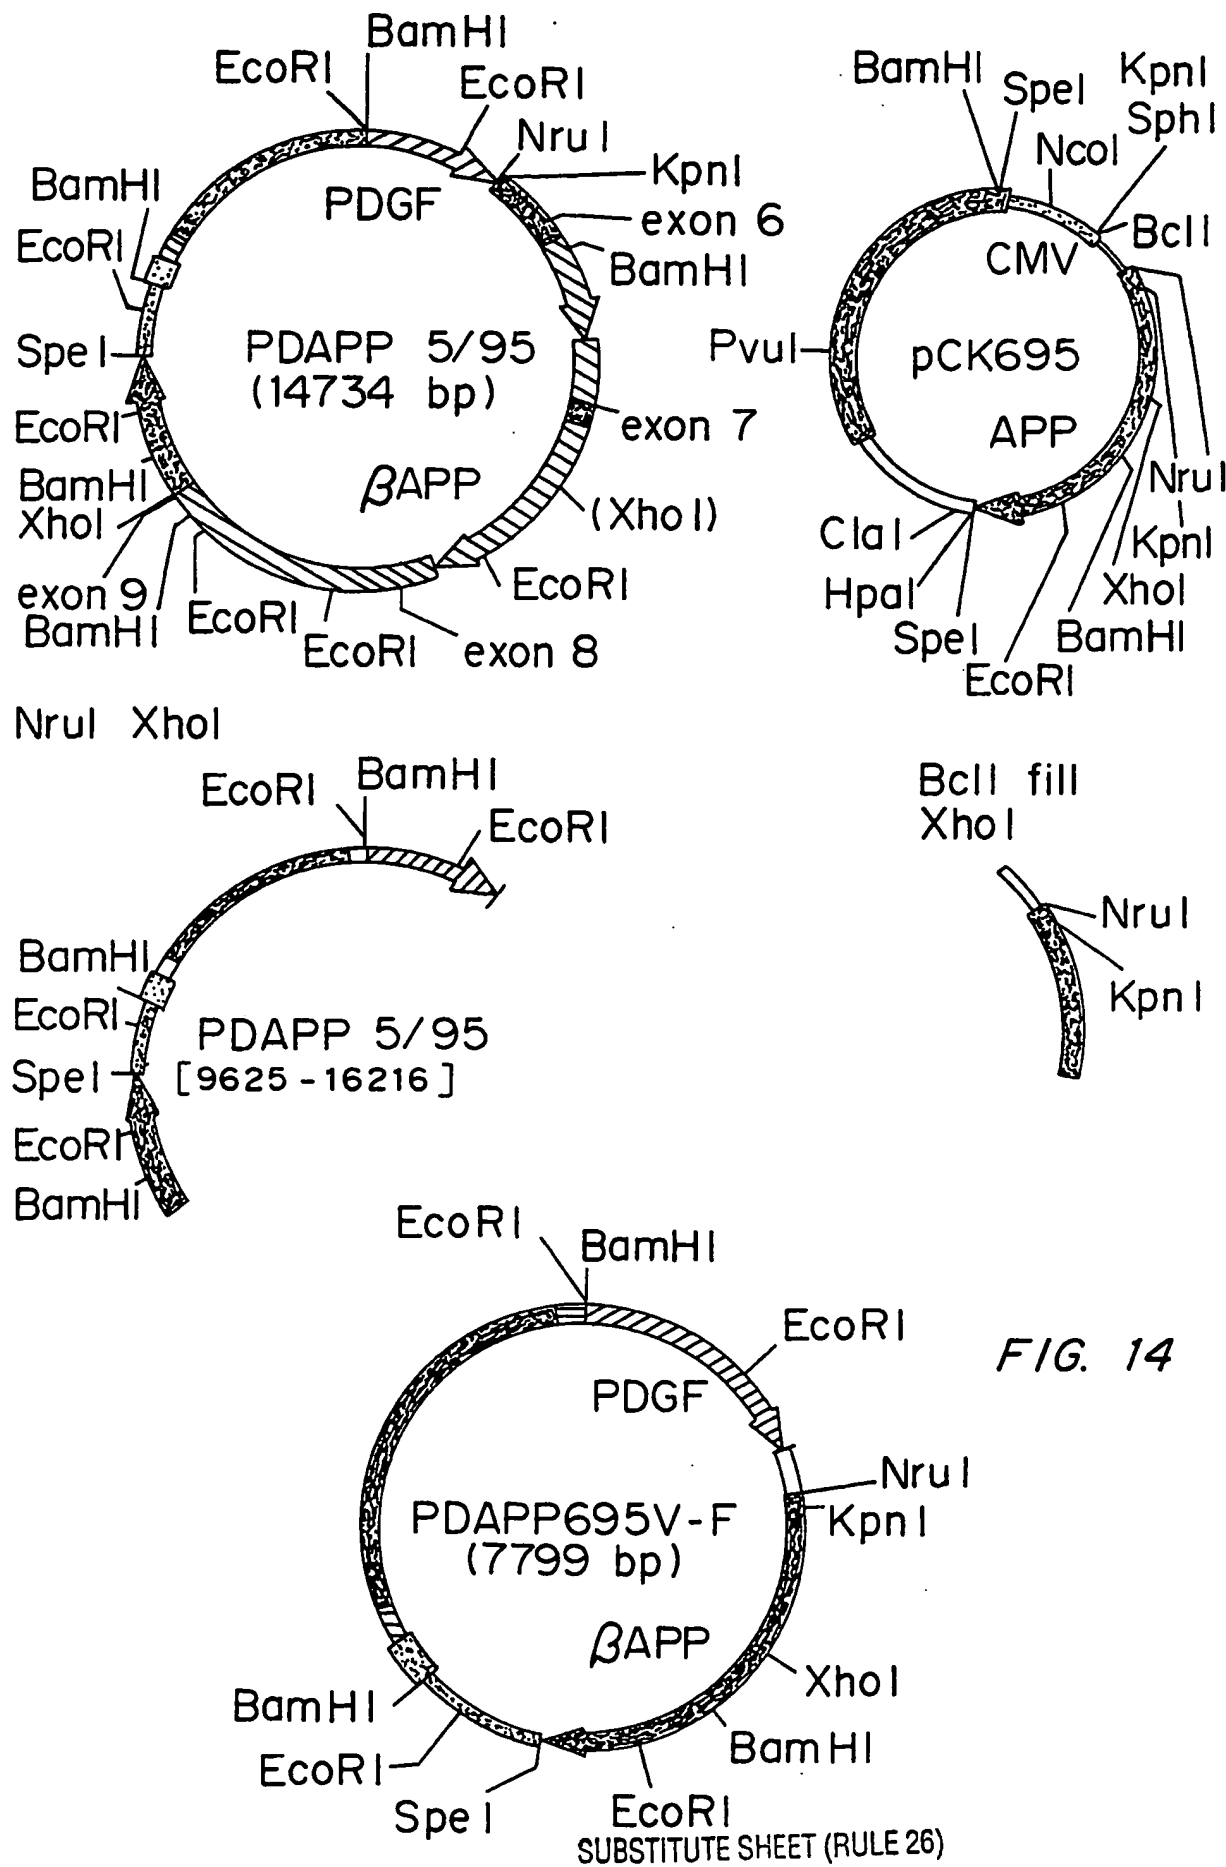 BamHI
EcoRI
EcoRI
NruI
KpnI
BamHI
PDGF
exon 6
EcoRI
BamHI
SpeI
PDAPP 5/95
(14734 bp)
EcoRI
exon 7
BamHI
βAPP
XhoI
(XhoI)
exon 9
EcoRI
BamHI
EcoRI
EcoRI
exon 8
BamHI
SpeI
KpnI
SphI
NcoI
BclI
CMV
PvuI
pCK695
APP
NruI
ClaI
KpnI
HpaI
XhoI
SpeI
BamHI
EcoRI
NruI XhoI
EcoRI
BamHI
EcoRI
BamHI
EcoRI
PDAPP 5/95
SpeI
[9625-16216]
EcoRI
BamHI
BclI fill
XhoI
NruI
KpnI
EcoRI
BamHI
EcoRI
FIG. 14
PDGF
NruI
PDAPP695V-F
(7799 bp)
KpnI
βAPP
XhoI
BamHI
BamHI
EcoRI
SpeI
EcoRI
SUBSTITUTE SHEET (RULE 26)